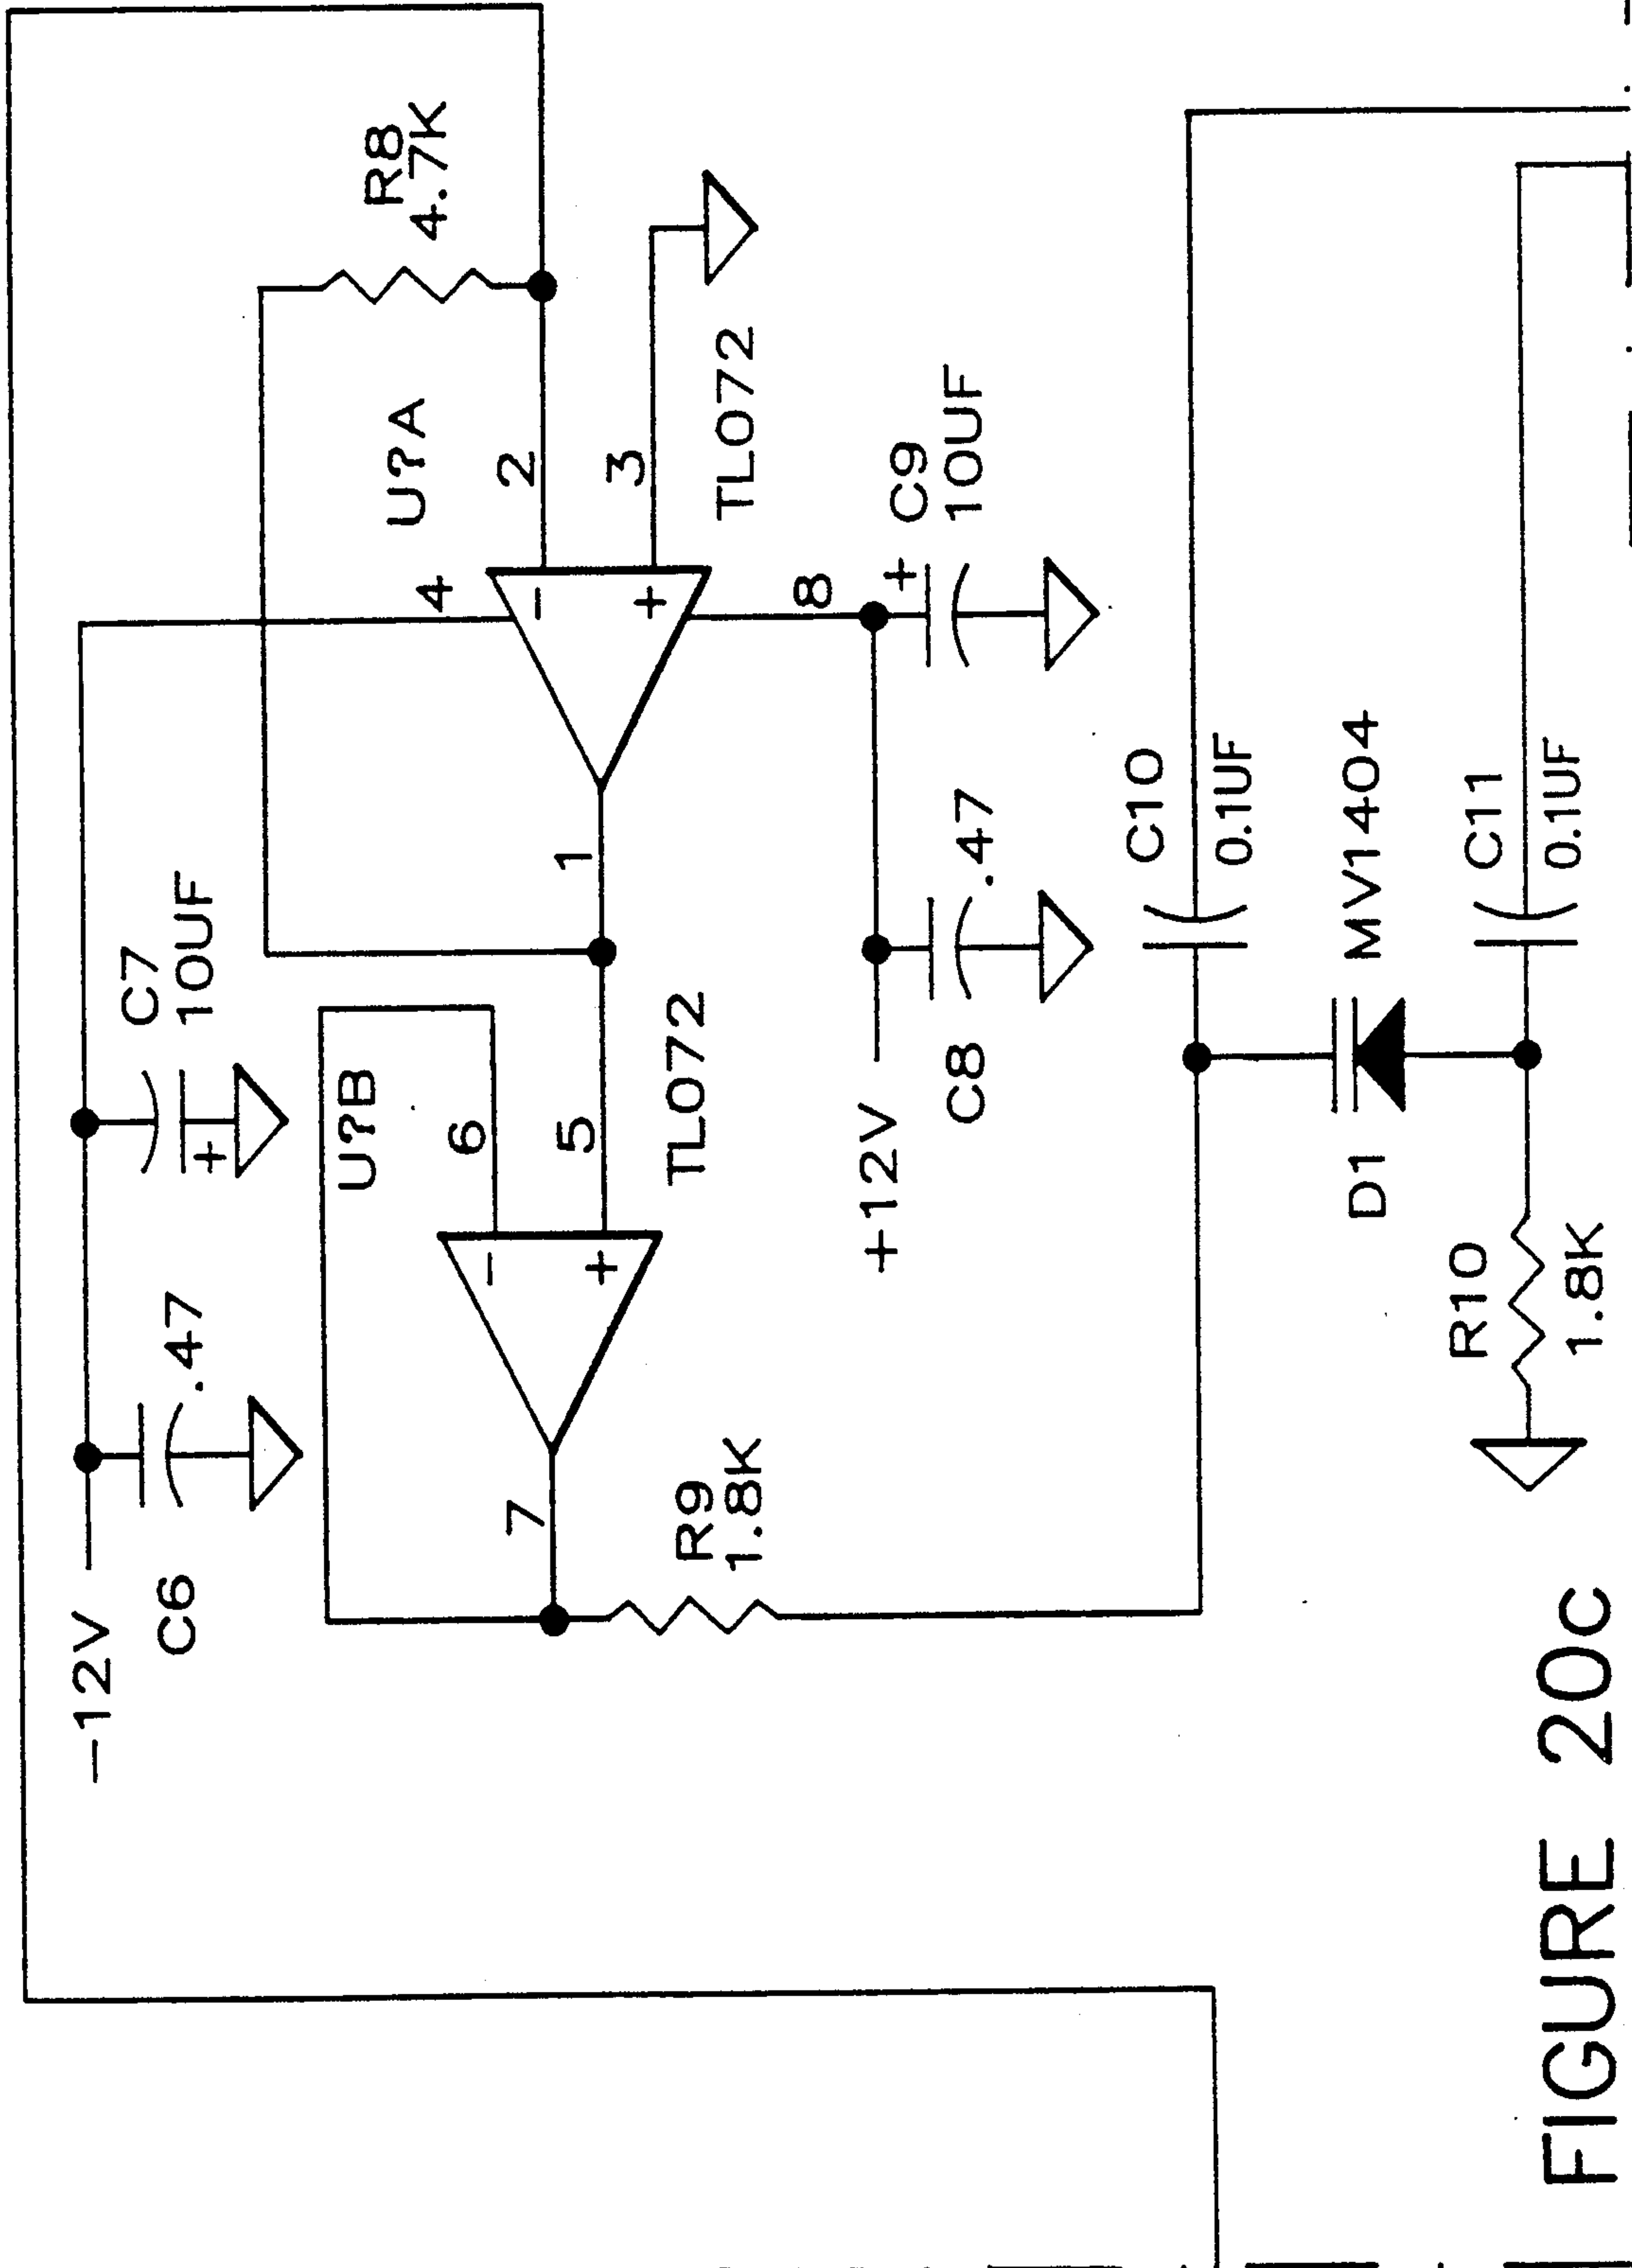 -12V
C6
.47
C7
10UF
R8
4.7K
U?A
4
2
3
1
8
-
+
TL072
U?B
6
5
7
-
+
TL072
R9
1.8K
+12V
C8
.47
+
C9
10UF
+
C10
0.1UF
D1
MV1404
C11
0.1UF
R10
1.8K
FIGURE 20c